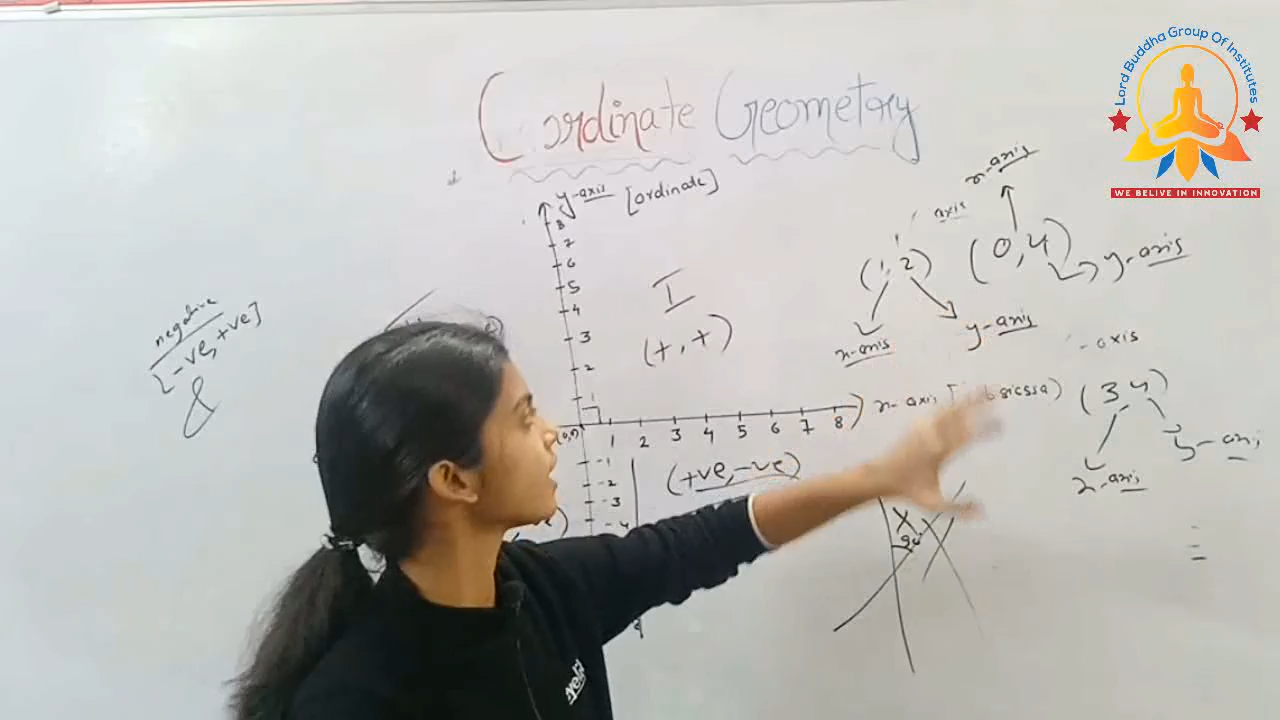 Lord Buddha Group Of Institutes
WE BELIVE IN INNOVATION
Coordinate Geometry
y-axis [ordinate]
x-axis
axis
(1, 2)
(0, 4)
y-axis
x-axis
y-axis
-axis
8
7
6
5
4
3
2
1
I
(+, +)
negative
[-ve, +ve]
x-axis
(3 4)
x-axis
(0,0)
1 2 3 4 5 6 7 8
-1
-2
-3
-4
(+ve, -ve)